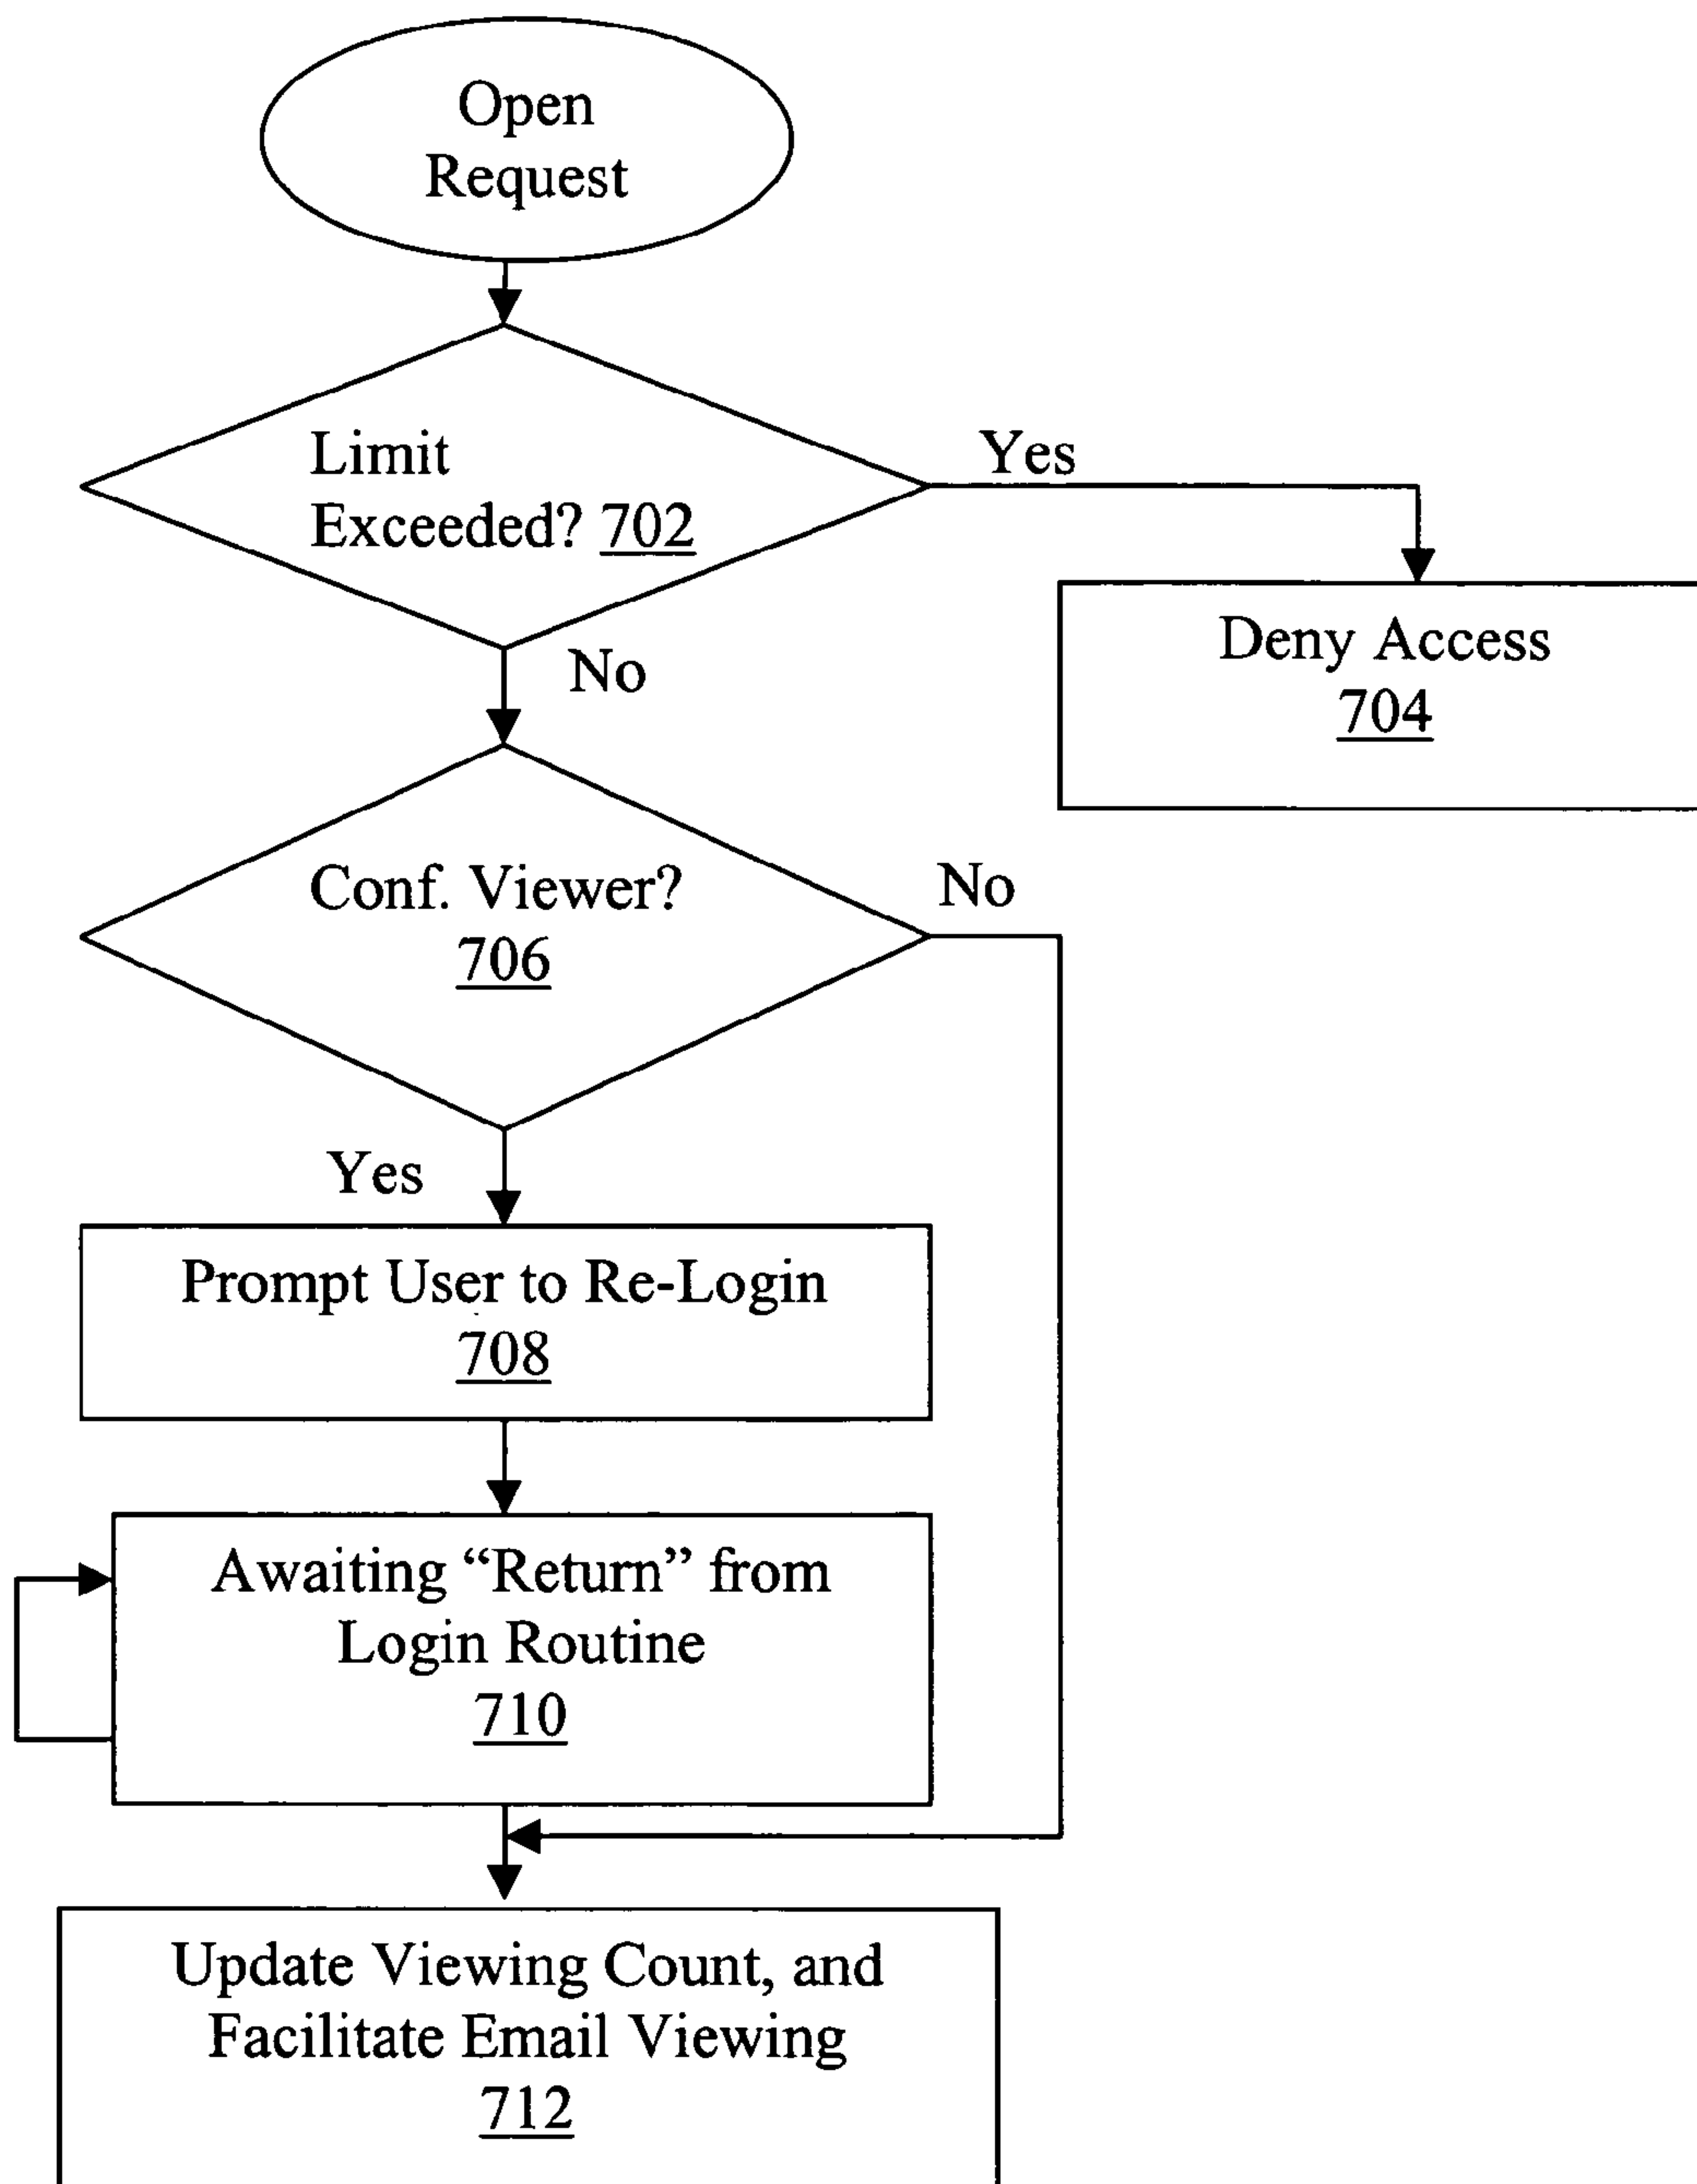 Open
Request
Limit
Exceeded? 702
Yes
Deny Access
704
No
Conf. Viewer?
706
No
Yes
Prompt User to Re-Login
708
Awaiting “Return” from
Login Routine
710
Update Viewing Count, and
Facilitate Email Viewing
712